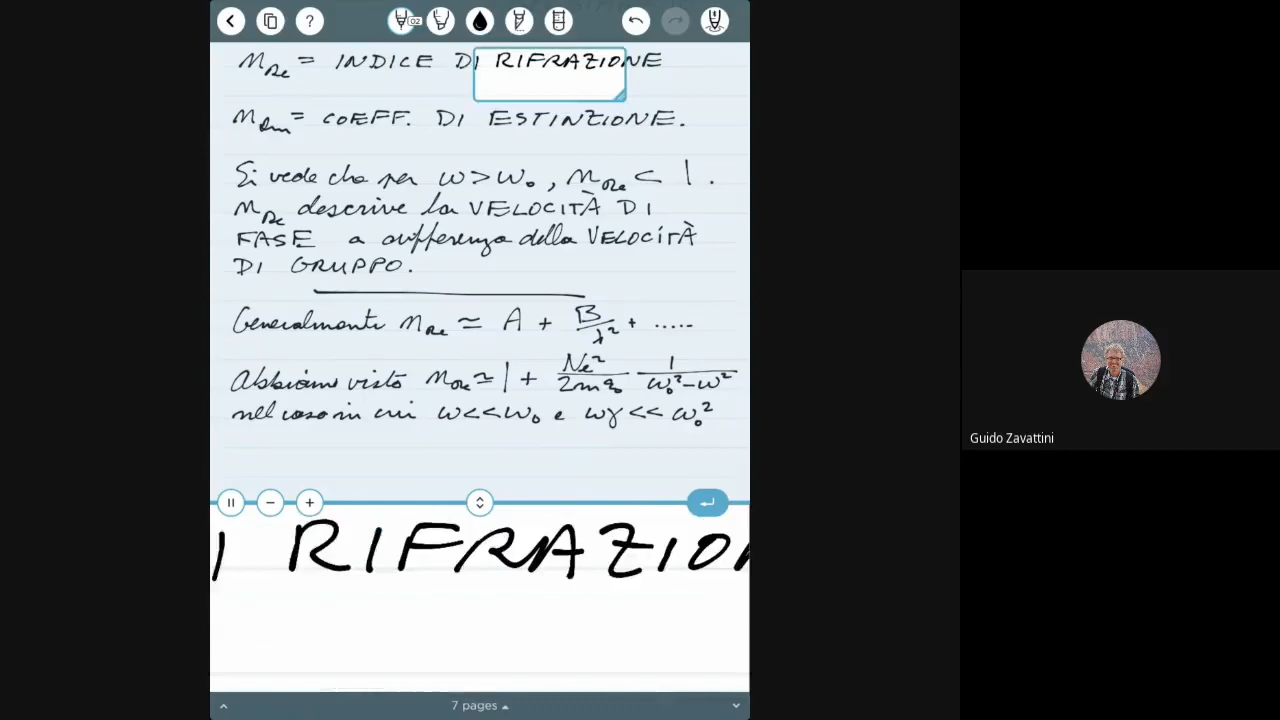 ?
02
n_Re = INDICE DI RIFRAZIONE
n_Im = COEFF. DI ESTINZIONE.
Si vede che per ω > ω₀, n_Re < 1.
n_Re descrive la VELOCITÀ DI
FASE a differenza della VELOCITÀ
DI GRUPPO.
Generalmente n_Re ≃ A + B/λ² + .....
Abbiamo visto n_Re ≃ 1 + Ne²/2mε₀ 1/ω₀²-ω²
nel caso in cui ω << ω₀ e ωγ << ω₀²
I RIFRAZION
7 pages
Guido Zavattini